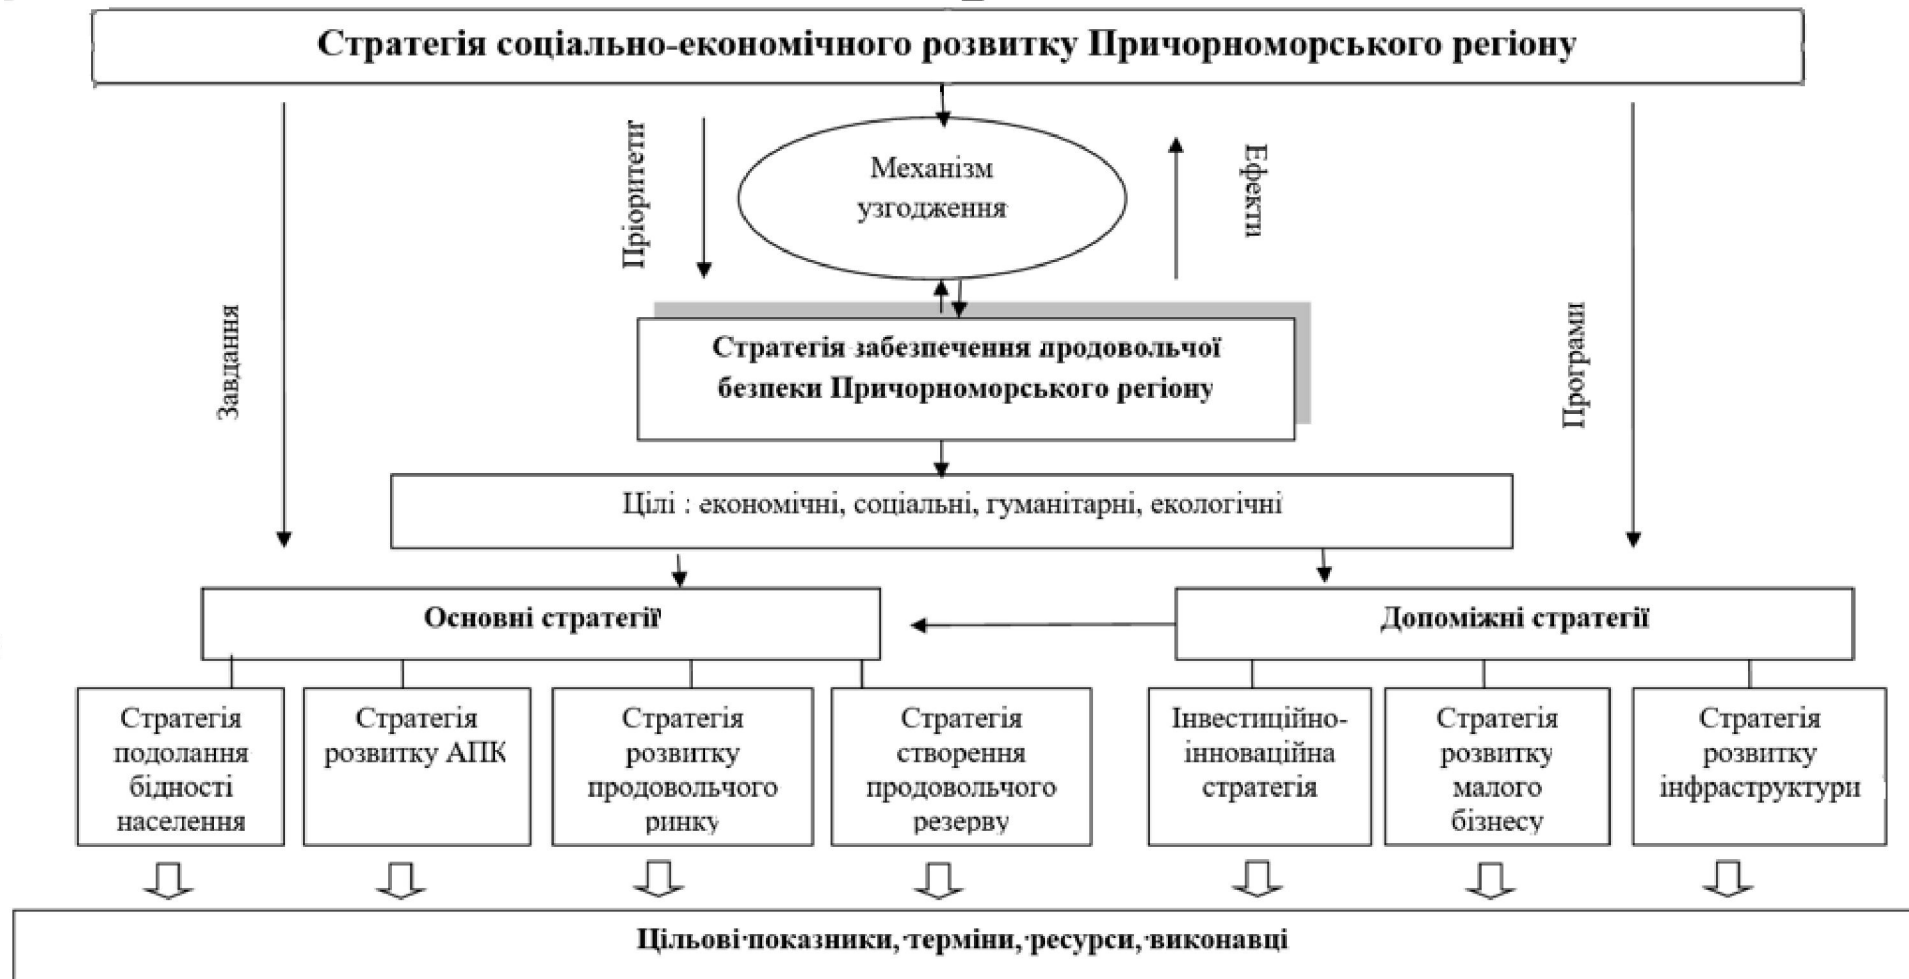 Стратегія соціально-економічного розвитку Причорноморського регіону
Механізм
узгодження
Пріоритети
Ефекти
Завдання
Програми
Стратегія забезпечення продовольчої
безпеки Причорноморського регіону
Цілі : економічні, соціальні, гуманітарні, екологічні
Основні стратегії
Допоміжні стратегії
Стратегія
подолання
бідності
населення
Стратегія
розвитку АПК
Стратегія
розвитку
продовольчого
ринку
Стратегія
створення
продовольчого
резерву
Інвестиційно-
інноваційна
стратегія
Стратегія
розвитку
малого
бізнесу
Стратегія
розвитку
інфраструктури
Цільові показники, терміни, ресурси, виконавці